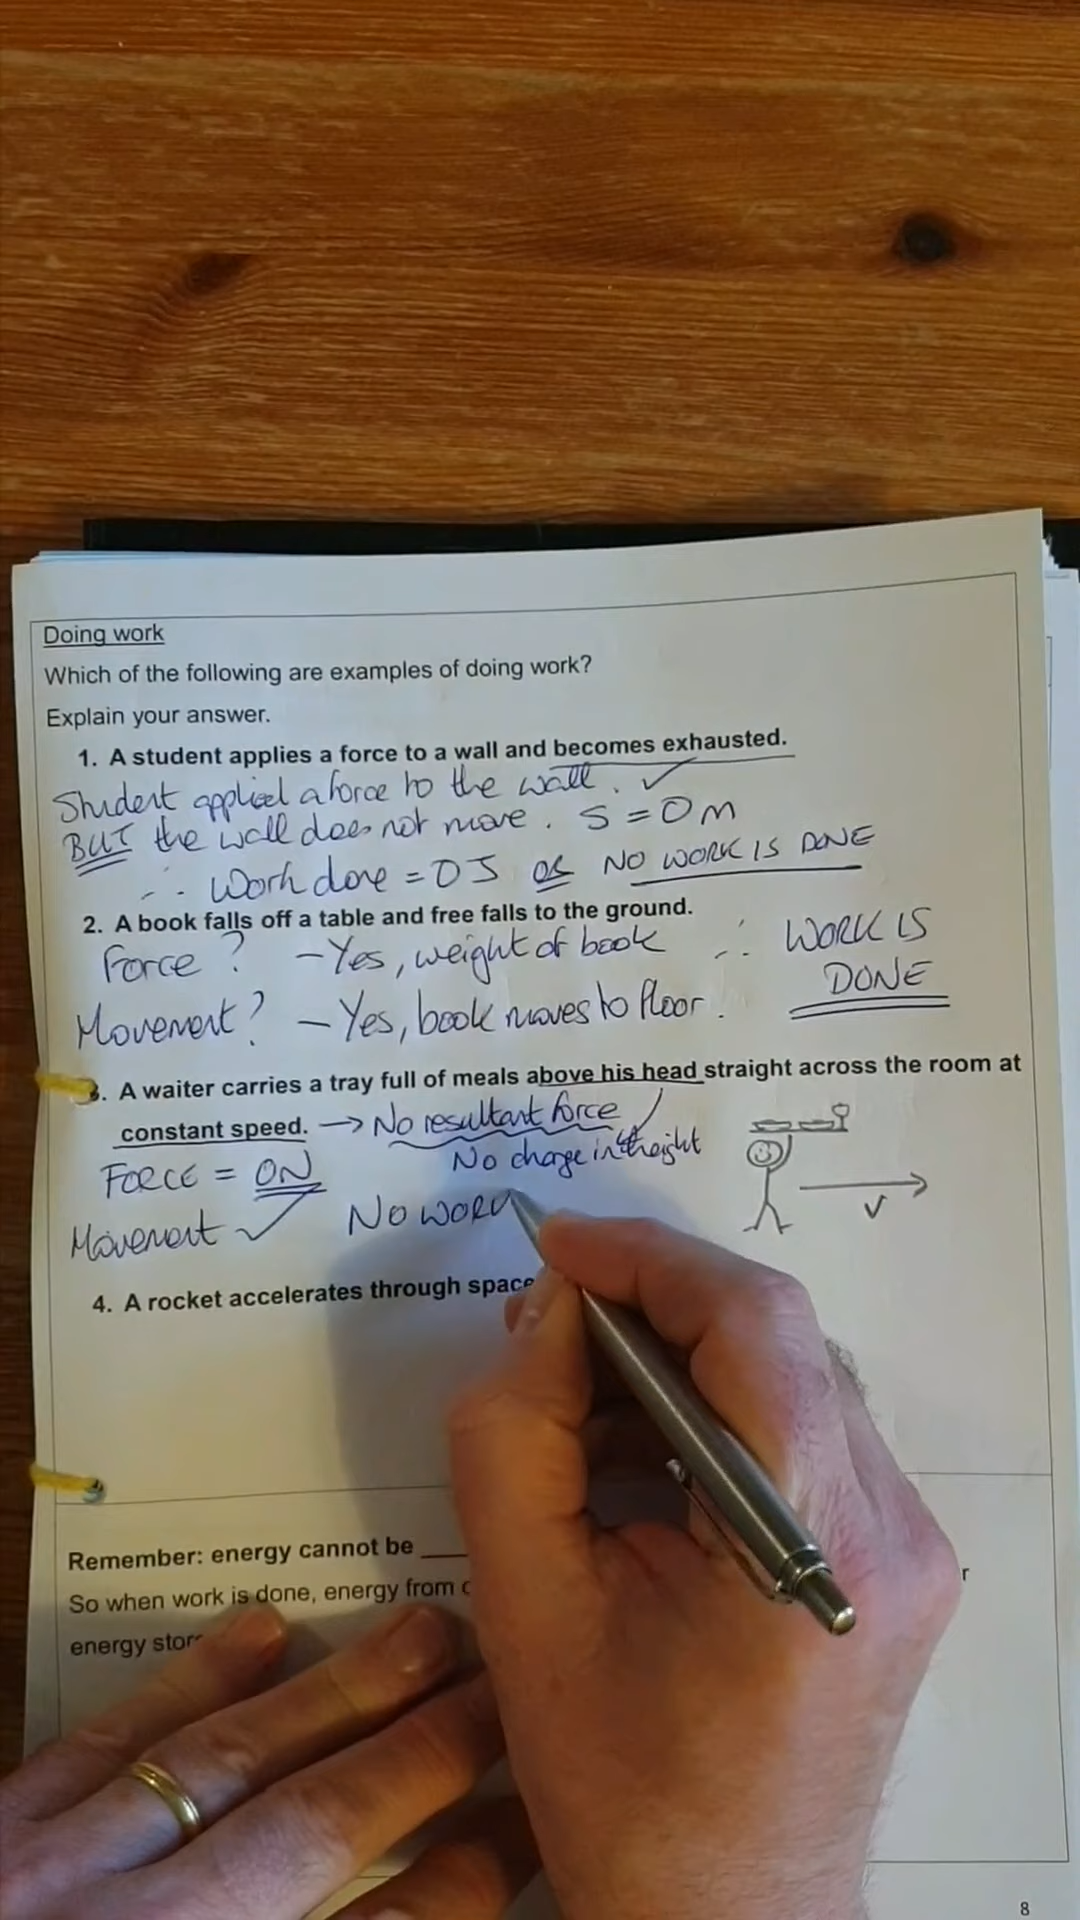 Doing work
Which of the following are examples of doing work?
Explain your answer.
1. A student applies a force to a wall and becomes exhausted.
Student applied a force to the wall. ✓
BUT the wall does not move. S = 0m
∴ Work done = 0J or NO WORK IS DONE
2. A book falls off a table and free falls to the ground.
Force? – Yes, weight of book ∴ WORK IS
DONE
Movement? – Yes, book moves to floor.
3. A waiter carries a tray full of meals above his head straight across the room at
constant speed. → No resultant force
No change in height
FORCE = 0N
Movement ✓ No WORK
v
4. A rocket accelerates through space
Remember: energy cannot be ___
So when work is done, energy from
r
energy
8